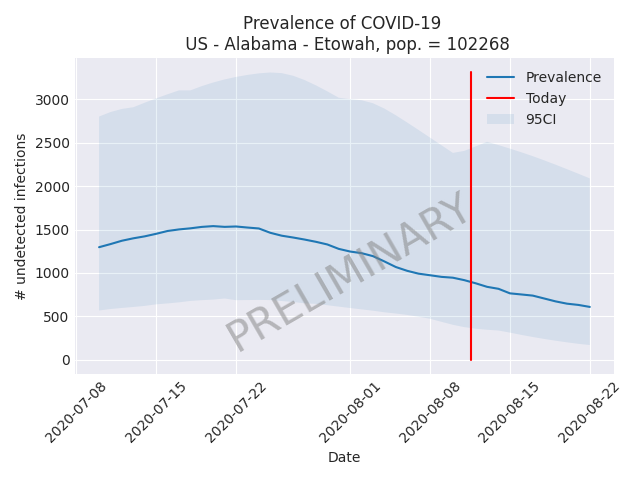 Prevalence of COVID-19
US - Alabama - Etowah, pop. = 102268
Prevalence
Today
95CI
# undetected infections
3000
2500
2000
1500
1000
500
0
PRELIMINARY
2020-07-08
2020-07-15
2020-07-22
2020-08-01
2020-08-08
2020-08-15
2020-08-22
Date